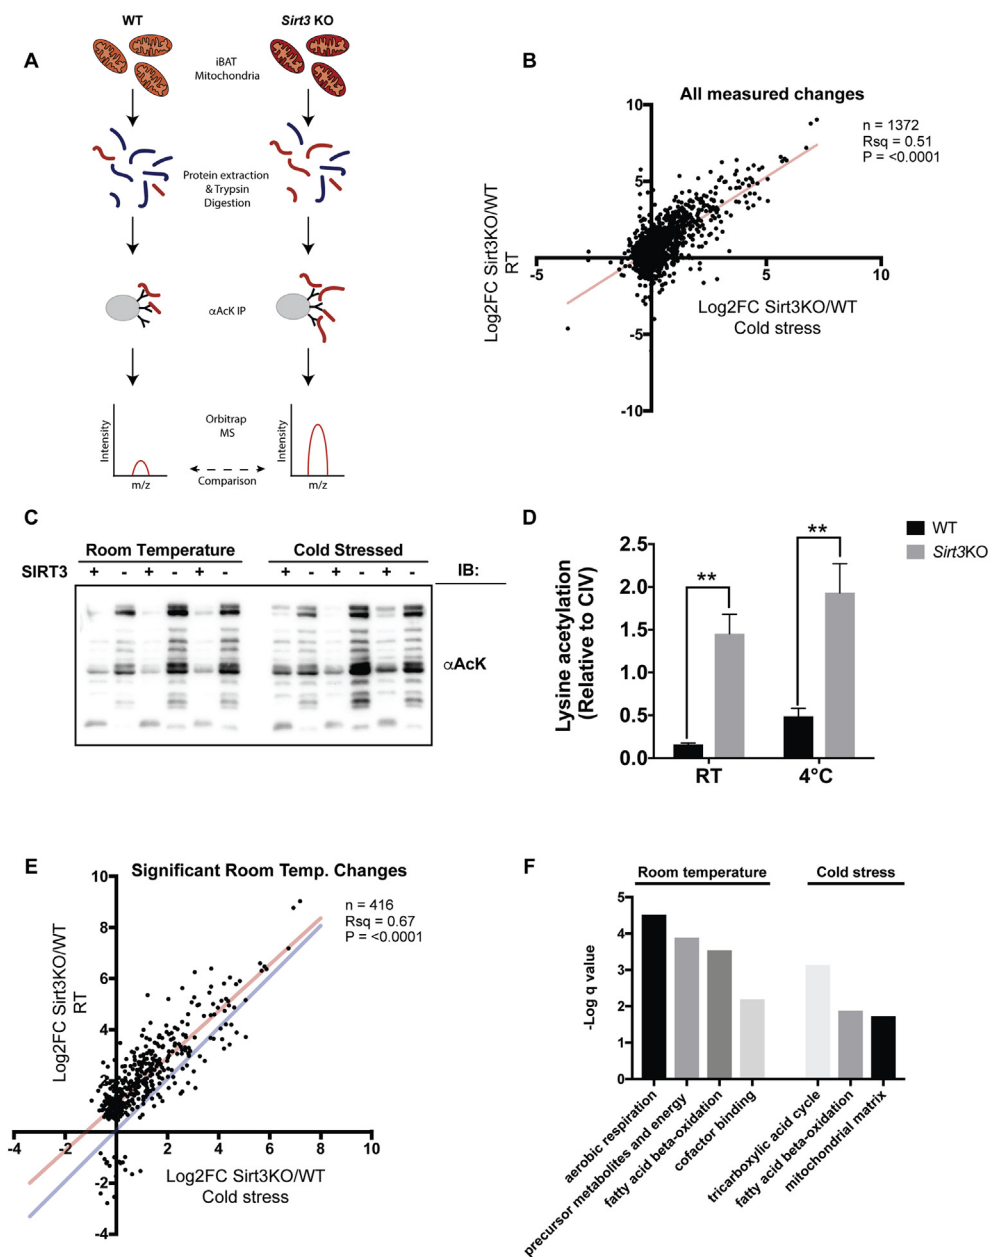 A
WT
Sirt3 KO
iBAT
Mitochondria
Protein extraction
& Trypsin
Digestion
αAcK IP
Orbitrap
MS
Comparison
Intensity
m/z
Intensity
m/z
B
All measured changes
n = 1372
Rsq = 0.51
P = <0.0001
Log2FC Sirt3KO/WT
RT
10
5
-5
5
10
-5
-10
Log2FC Sirt3KO/WT
Cold stress
C
Room Temperature
Cold Stressed
SIRT3 + - + - + - + - + - + - IB:
αAcK
D
WT
Sirt3KO
Lysine acetylation
(Relative to CIV)
2.5
2.0
1.5
1.0
0.5
0.0
**
**
RT
4°C
E
Significant Room Temp. Changes
n = 416
Rsq = 0.67
P = <0.0001
Log2FC Sirt3KO/WT
RT
10
8
6
4
2
-2
-4
-4 -2 0 2 4 6 8 10
Log2FC Sirt3KO/WT
Cold stress
F
Room temperature
Cold stress
-Log q value
5
4
3
2
1
0
aerobic respiration
precursor metabolites and energy
fatty acid beta-oxidation
cofactor binding
tricarboxylic acid cycle
fatty acid beta-oxidation
mitochondrial matrix